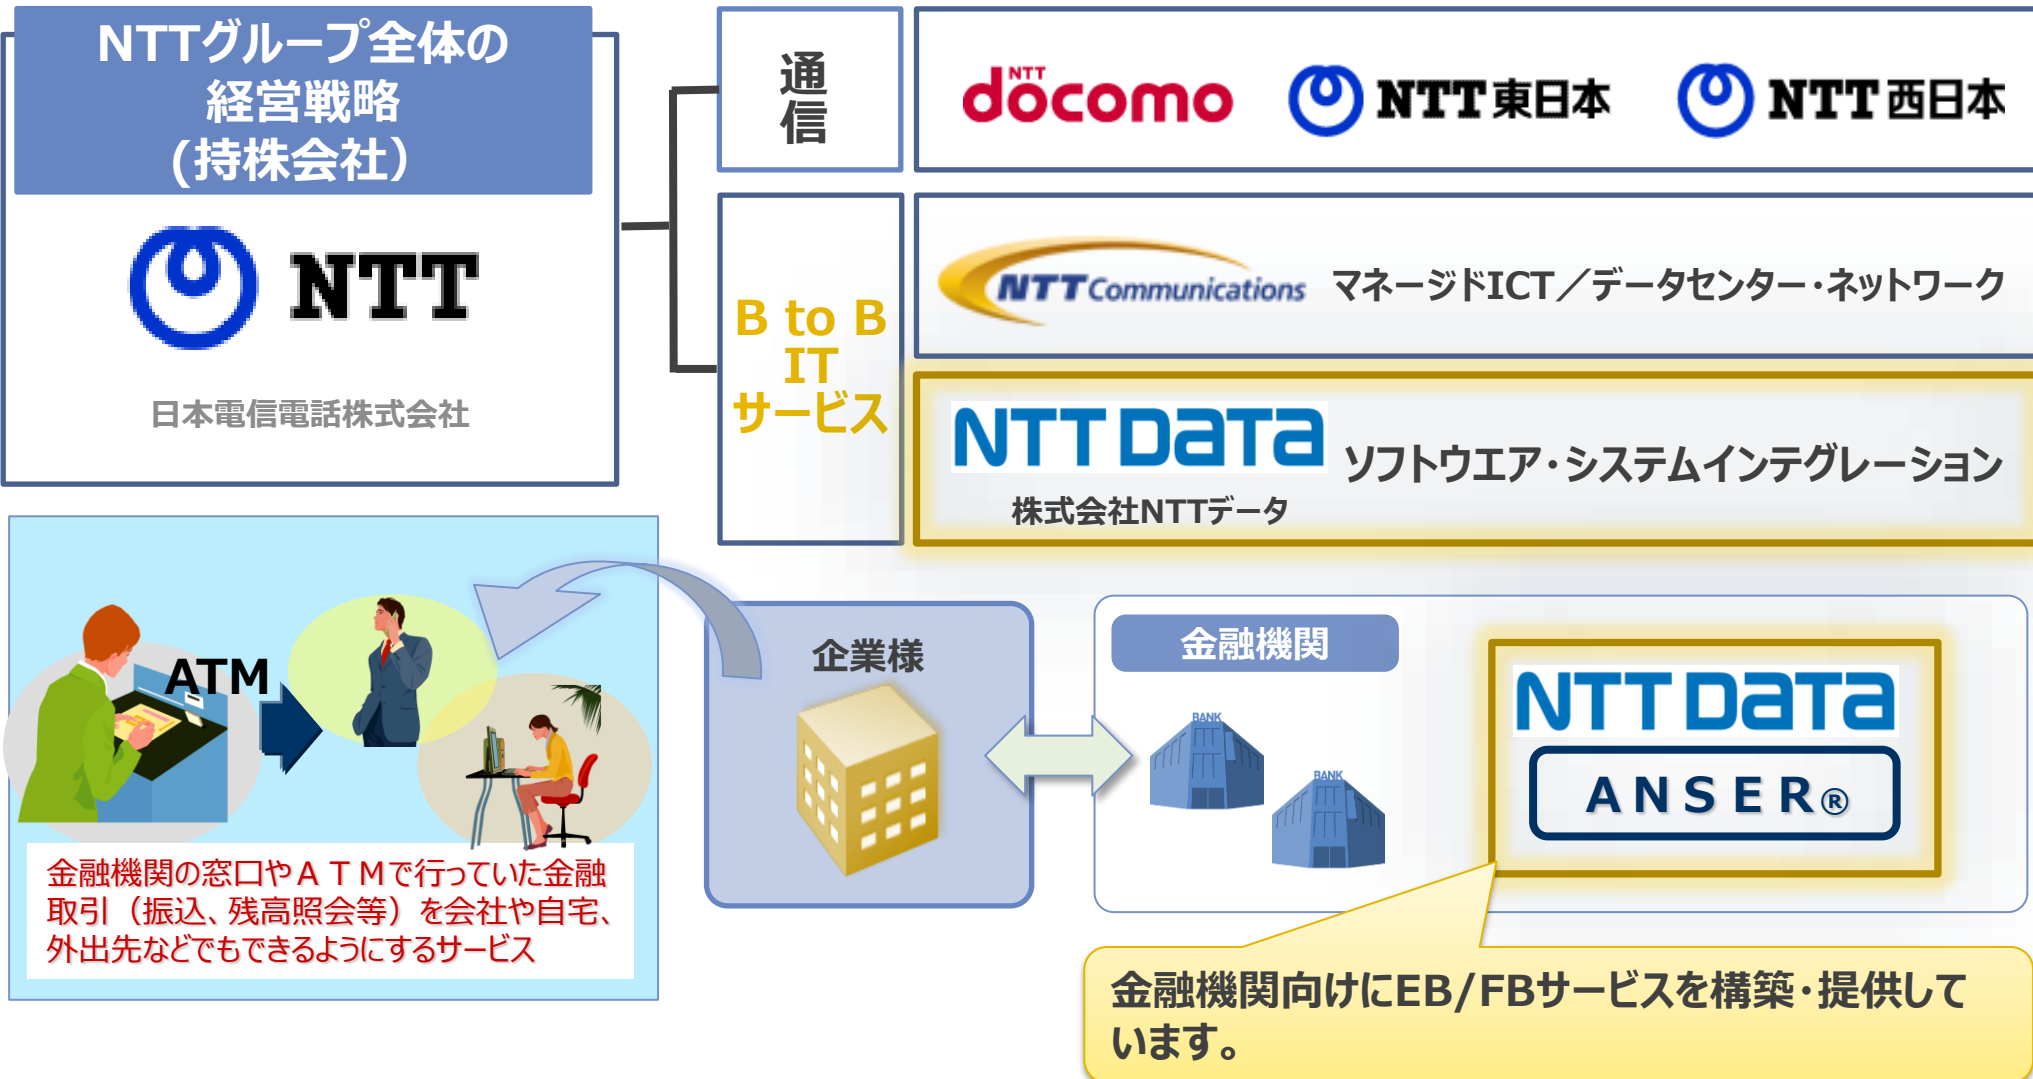 NTTグループ全体の
経営戦略
(持株会社）
NTT
日本電信電話株式会社
通
信
NTT
docomo
NTT東日本
NTT西日本
B to B
IT
サービス
NTT Communications
マネージドICT／データセンター・ネットワーク
NTT DATA
ソフトウエア・システムインテグレーション
株式会社NTTデータ
ATM
金融機関の窓口やＡＴＭで行っていた金融
取引（振込、残高照会等）を会社や自宅、
外出先などでもできるようにするサービス
企業様
金融機関
BANK
BANK
NTT DATA
ANSER®
金融機関向けにEB/FBサービスを構築・提供して
います。